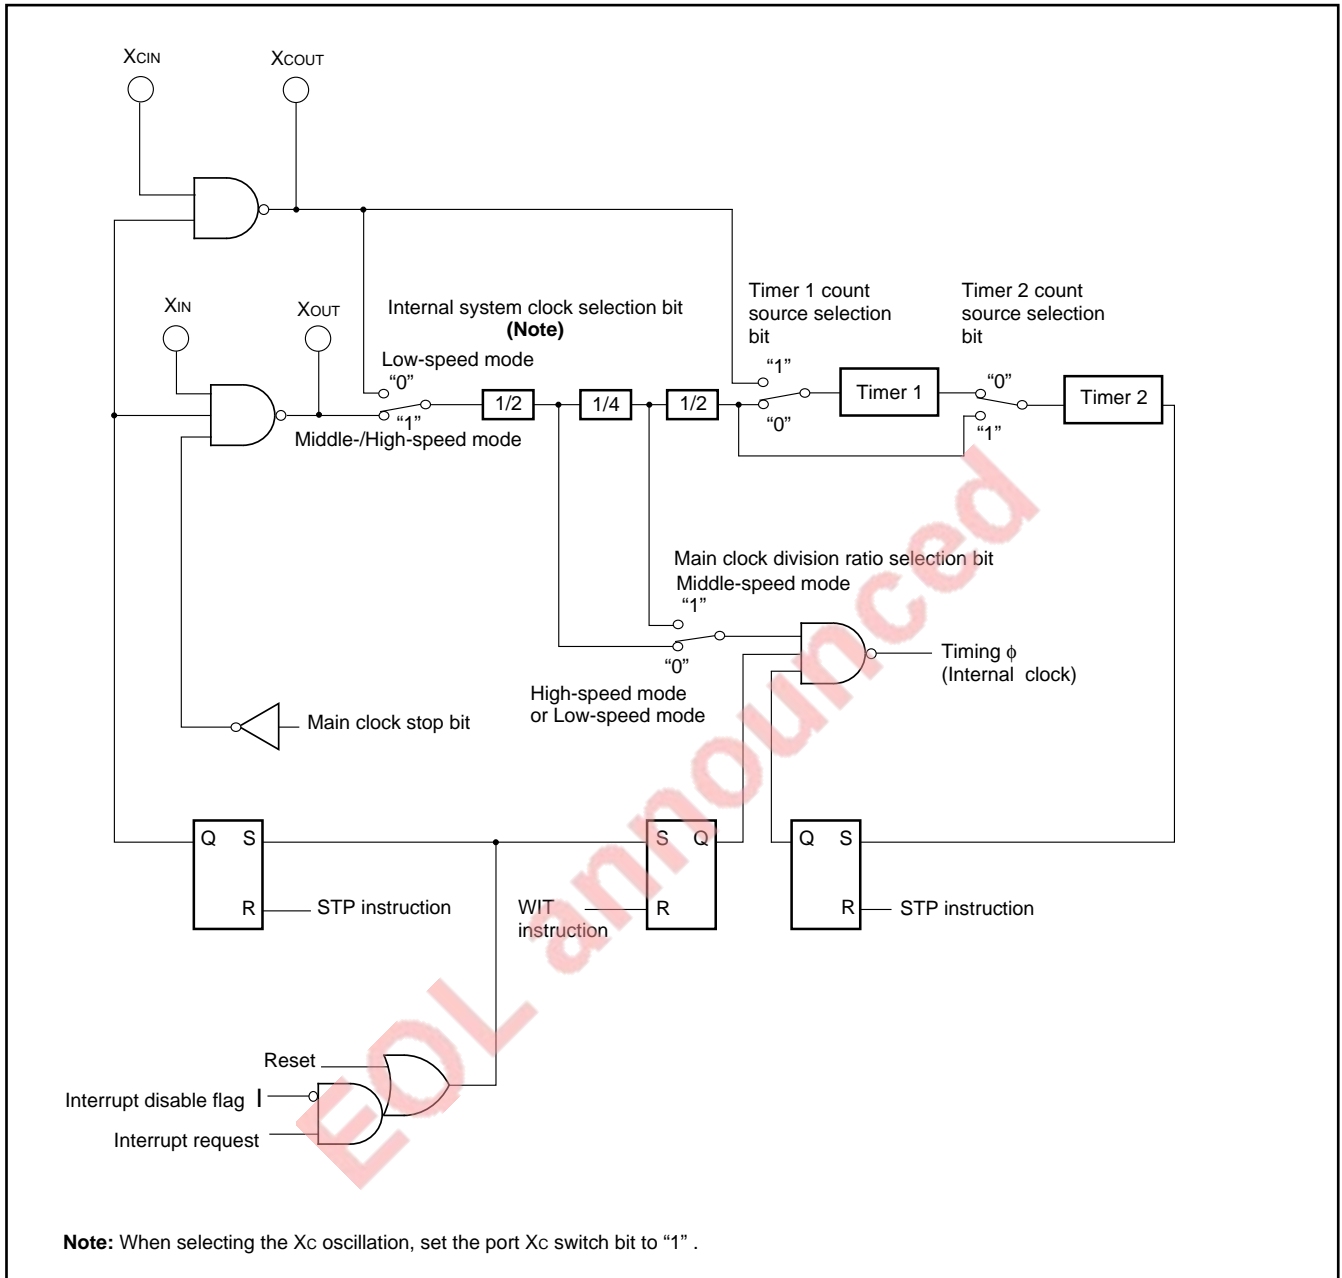 XCIN
XCOUT
XIN
XOUT
Internal system clock selection bit
(Note)
Low-speed mode
"0"
"1"
Middle-/High-speed mode
1/2
1/4
1/2
Timer 1 count
source selection
bit
"1"
"0"
Timer 1
Timer 2 count
source selection
bit
"0"
"1"
Timer 2
Main clock division ratio selection bit
Middle-speed mode
"1"
"0"
High-speed mode
or Low-speed mode
Timing ϕ
(Internal clock)
Main clock stop bit
Q S
R
STP instruction
WIT
instruction
S Q
R
Q S
R
STP instruction
Reset
Interrupt disable flag I
Interrupt request
EOL announced
Note: When selecting the XC oscillation, set the port XC switch bit to "1" .